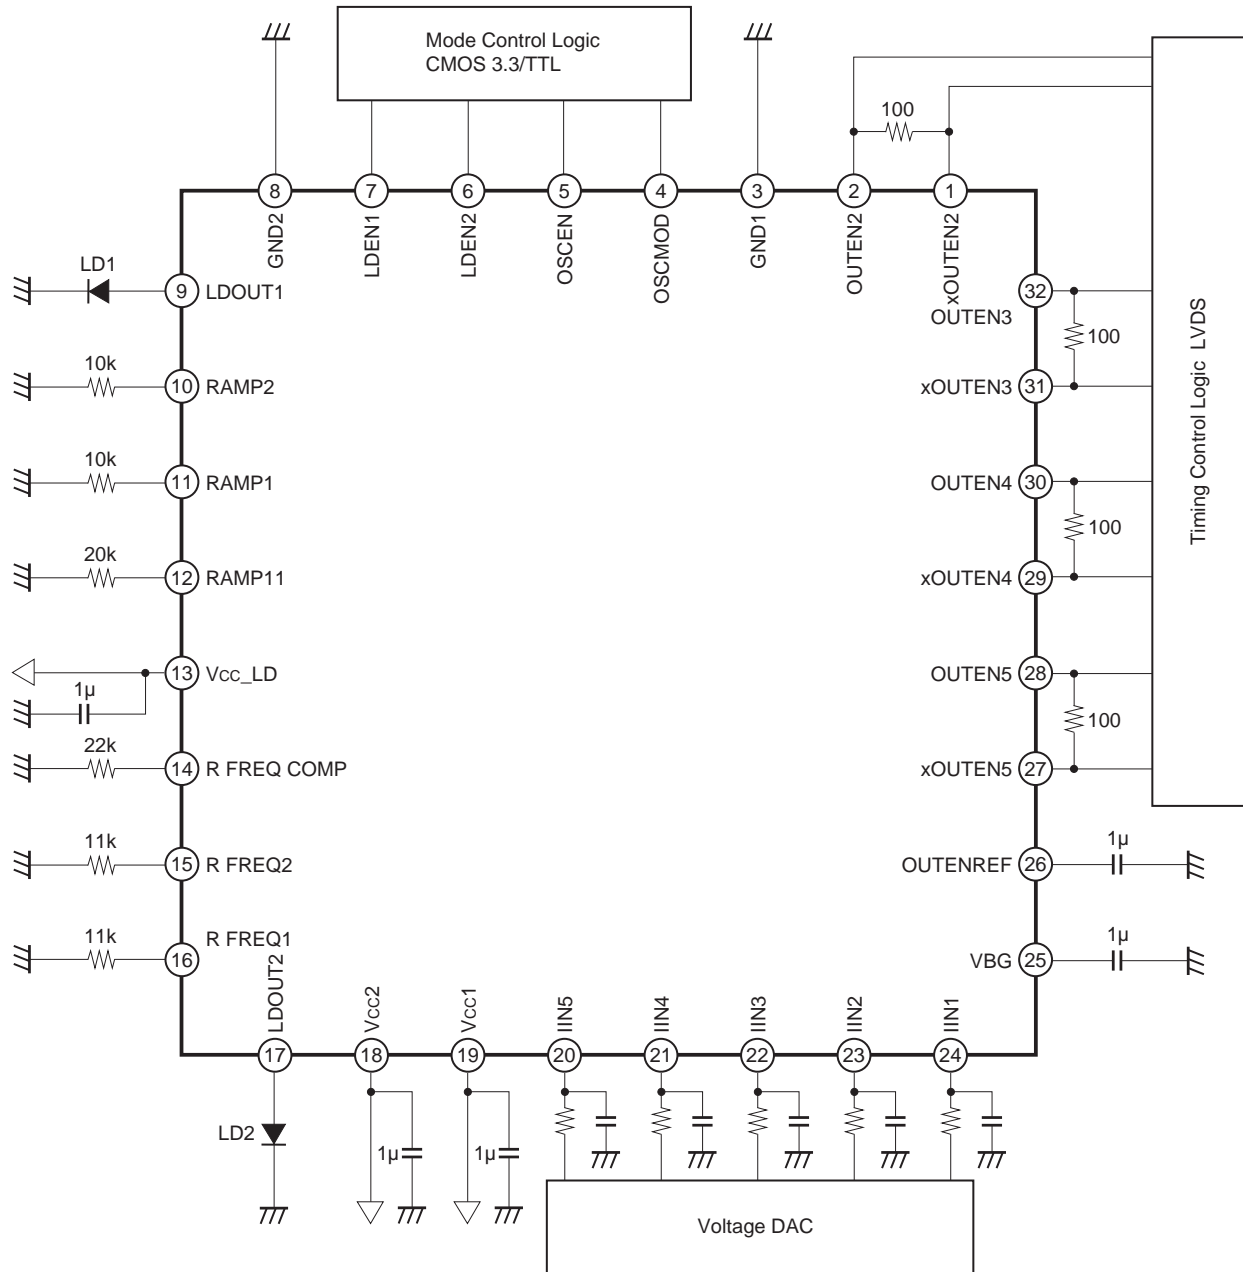 Mode Control Logic
CMOS 3.3/TTL
100
8
7
6
5
4
3
2
1
GND2
LDEN1
LDEN2
OSCEN
OSCMOD
GND1
OUTEN2
xOUTEN2
LD1
9 LDOUT1
10k
10 RAMP2
10k
11 RAMP1
20k
12 RAMP11
13 Vcc_LD
1µ
22k
14 R FREQ COMP
11k
15 R FREQ2
11k
16 R FREQ1
32
OUTEN3
100
xOUTEN3 31
OUTEN4 30
100
xOUTEN4 29
OUTEN5 28
100
xOUTEN5 27
OUTENREF 26
1µ
VBG 25
1µ
Timing Control Logic LVDS
LDOUT2
Vcc2
Vcc1
IIN5
IIN4
IIN3
IIN2
IIN1
17
18
19
20
21
22
23
24
LD2
1µ
1µ
Voltage DAC